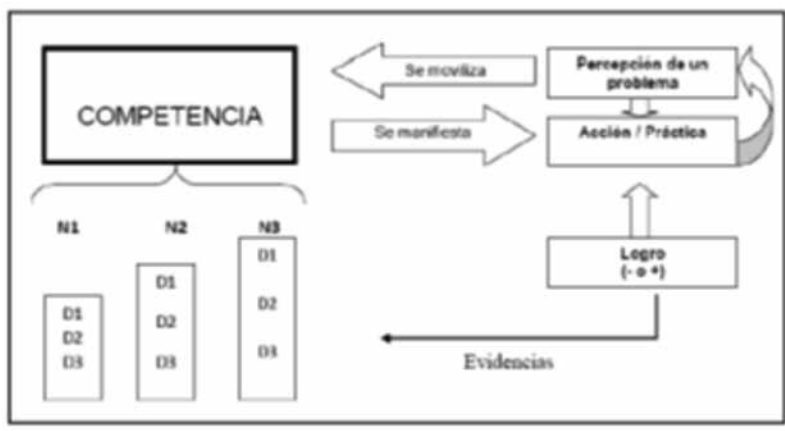 COMPETENCIA
Se moviliza
Percepción de un
problema
Se manifiesta
Acción / Práctica
N1
N2
N3
D1
D2
D3
D1
D2
D3
D1
D2
D3
Logro
(- o +)
Evidencias